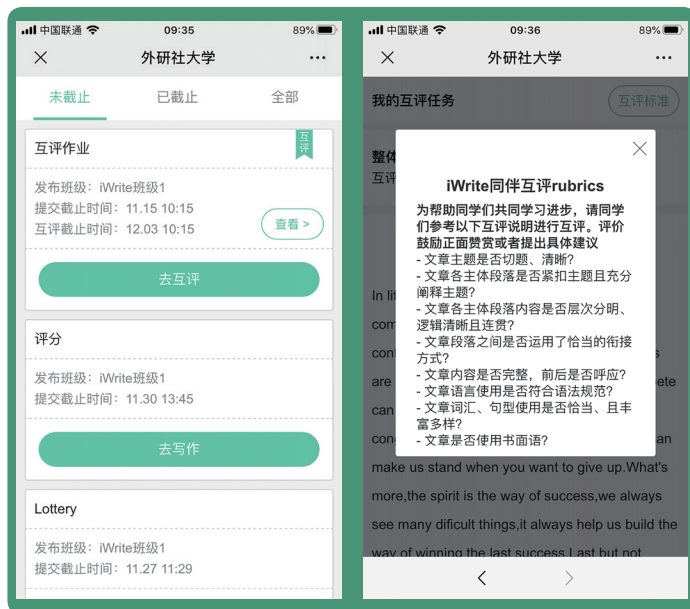 中国联通
09:35
89%
外研社大学
未截止
已截止
全部
互评作业
互评
发布班级：iWrite班级1
提交截止时间：11.15 10:15
互评截止时间：12.03 10:15
查看 >
去互评
评分
发布班级：iWrite班级1
提交截止时间：11.30 13:45
去写作
Lottery
发布班级：iWrite班级1
提交截止时间：11.27 11:29
中国联通
09:36
89%
外研社大学
我的互评任务
互评标准
整体
互评
iWrite同伴互评rubrics
为帮助同学们共同学习进步，请同学
们参考以下互评说明进行互评。评价
鼓励正面赞赏或者提出具体建议
- 文章主题是否切题、清晰?
- 文章各主体段落是否紧扣主题且充分
阐释主题?
- 文章各主体段落内容是否层次分明、
逻辑清晰且连贯?
- 文章段落之间是否运用了恰当的衔接
方式?
- 文章内容是否完整，前后是否呼应?
- 文章语言使用是否符合语法规范?
- 文章词汇、句型使用是否恰当、且丰
富多样?
- 文章是否使用书面语?
In
are
can
an
make us stand when you want to give up.What's
more,the spirit is the way of success,we always
see many dificult things,it always help us build the
way of winning the last success.Last but not